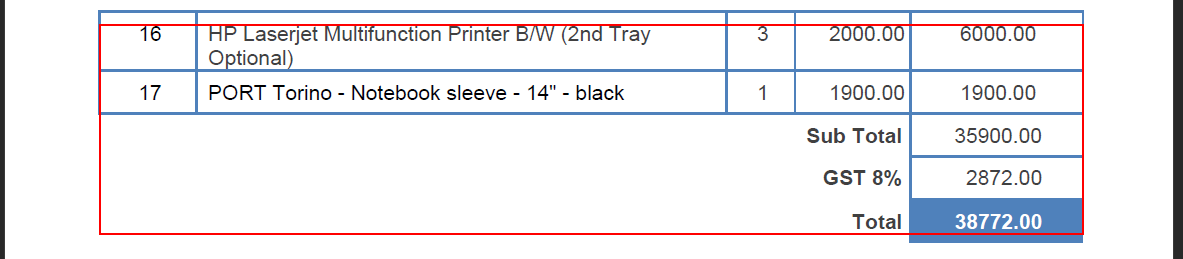 16 HP Laserjet Multifunction Printer B/W (2nd Tray 3 2000.00 6000.00
Optional)
17 PORT Torino - Notebook sleeve - 14" - black 1 1900.00 1900.00
Sub Total 35900.00
GST 8% 2872.00
Total 38772.00